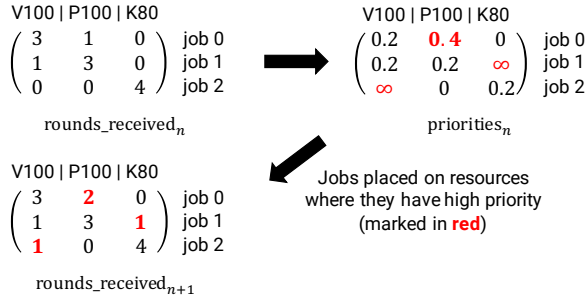 V100 | P100 | K80
3 1 0 job 0
1 3 0 job 1
0 0 4 job 2
rounds_received_n
V100 | P100 | K80
0.2 0.4 0 job 0
0.2 0.2 ∞ job 1
∞ 0 0.2 job 2
priorities_n
V100 | P100 | K80
3 2 0 job 0
1 3 1 job 1
1 0 4 job 2
rounds_received_n+1
Jobs placed on resources
where they have high priority
(marked in red)